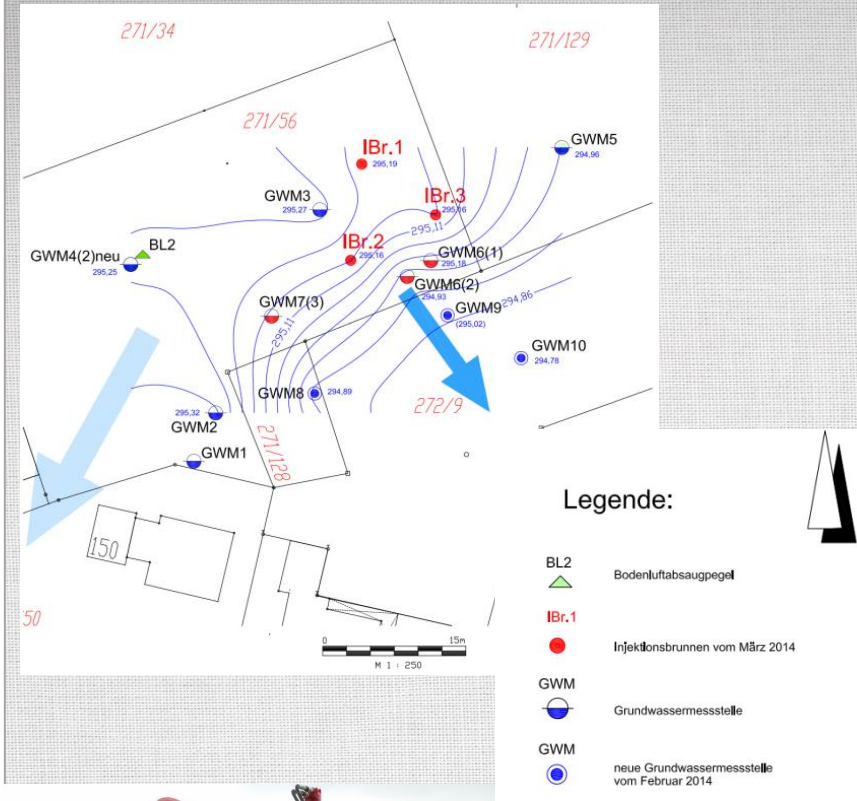 271/34
271/129
271/56
IBr.1
295,19
GWM5
294,96
GWM3
295,27
IBr.3
295,16
295,11
IBr.2
295,16
BL2
GWM4(2)neu
295,25
GWM6(1)
295,18
GWM6(2)
294,93
GWM7(3)
295,11
GWM9
(295,02)
294,86
GWM10
294,78
GWM8
294,89
272/9
295,32
GWM2
GWM1
271/128
150
50
0 15m
M 1 : 250
Legende:
BL2
Bodenluftabsaugpegel
IBr.1
Injektionsbrunnen vom März 2014
GWM
Grundwassermessstelle
GWM
neue Grundwassermessstelle
vom Februar 2014